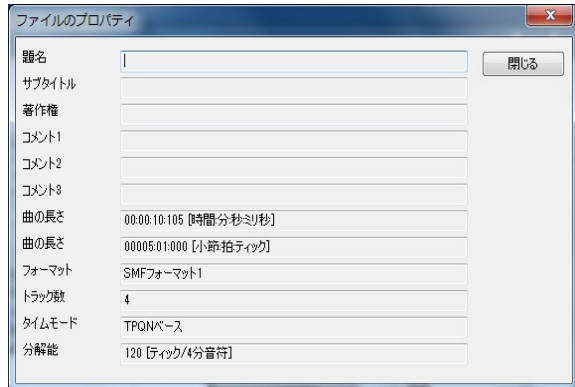 ファイルのプロパティ
題名
閉じる
サブタイトル
著作権
コメント1
コメント2
コメント3
曲の長さ 00:00:10:105 [時間:分:秒:ミリ秒]
曲の長さ 00005:01:000 [小節:拍:ティック]
フォーマット SMFフォーマット1
トラック数 4
タイムモード TPQNベース
分解能 120 [ティック/4分音符]